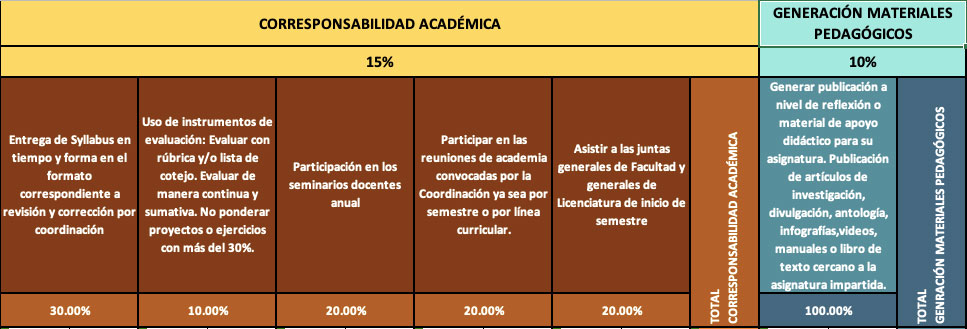 CORRESPONSABILIDAD ACADÉMICA
GENERACIÓN MATERIALES
PEDAGÓGICOS
15%
10%
Entrega de Syllabus en
tiempo y forma en el
formato
correspondiente a
revisión y corrección por
coordinación
Uso de instrumentos de
evaluación: Evaluar con
rúbrica y/o lista de
cotejo. Evaluar de
manera continua y
sumativa. No ponderar
proyectos o ejercicios
con más del 30%.
Participación en los
seminarios docentes
anual
Participar en las
reuniones de academia
convocadas por la
Coordinación ya sea por
semestre o por línea
curricular.
Asistir a las juntas
generales de Facultad y
generales de
Licenciatura de inicio de
semestre
TOTAL
CORRESPONSABILIDAD ACADÉMICA
Generar publicación a
nivel de reflexión o
material de apoyo
didáctico para su
asignatura. Publicación
de artículos de
investigación,
divulgación, antología,
infografías,videos,
manuales o libro de
texto cercano a la
asignatura impartida.
TOTAL
GENRACIÓN MATERIALES PEDAGÓGICOS
30.00%
10.00%
20.00%
20.00%
20.00%
100.00%